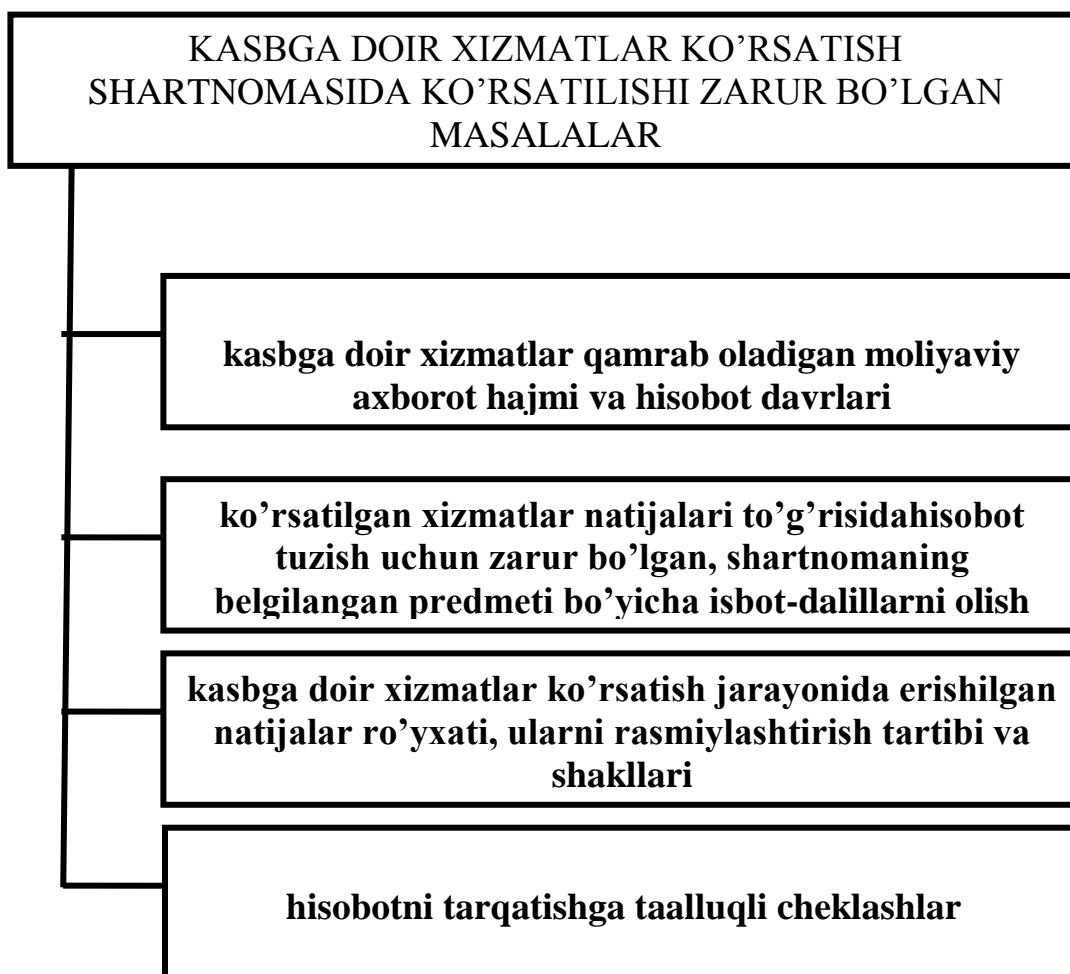 KASBGA DOIR XIZMATLAR KO’RSATISH
SHARTNOMASIDA KO’RSATILISHI ZARUR BO’LGAN
MASALALAR
kasbga doir xizmatlar qamrab oladigan moliyaviy
axborot hajmi va hisobot davrlari
ko’rsatilgan xizmatlar natijalari to’g’risidahisobot
tuzish uchun zarur bo’lgan, shartnomaning
belgilangan predmeti bo’yicha isbot-dalillarni olish
kasbga doir xizmatlar ko’rsatish jarayonida erishilgan
natijalar ro’yxati, ularni rasmiylashtirish tartibi va
shakllari
hisobotni tarqatishga taalluqli cheklashlar